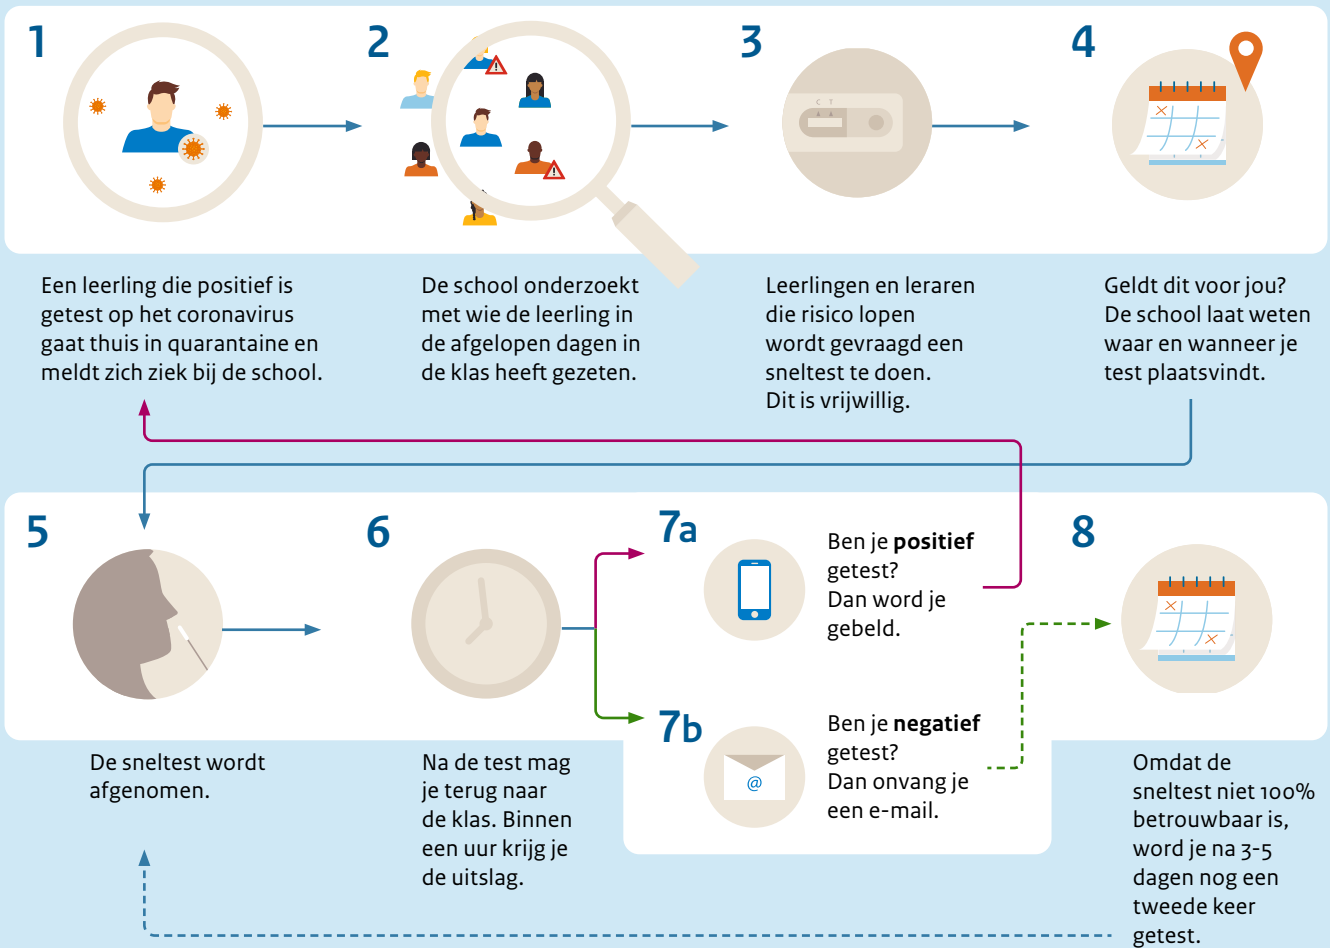 1
2
3
4
C T
Een leerling die positief is
getest op het coronavirus
gaat thuis in quarantaine en
meldt zich ziek bij de school.
De school onderzoekt
met wie de leerling in
de afgelopen dagen in
de klas heeft gezeten.
Leerlingen en leraren
die risico lopen
wordt gevraagd een
sneltest te doen.
Dit is vrijwillig.
Geldt dit voor jou?
De school laat weten
waar en wanneer je
test plaatsvindt.
5
De sneltest wordt
afgenomen.
6
Na de test mag
je terug naar
de klas. Binnen
een uur krijg je
de uitslag.
7a
Ben je positief
getest?
Dan word je
gebeld.
7b
@
Ben je negatief
getest?
Dan onvang je
een e-mail.
8
Omdat de
sneltest niet 100%
betrouwbaar is,
word je na 3-5
dagen nog een
tweede keer
getest.